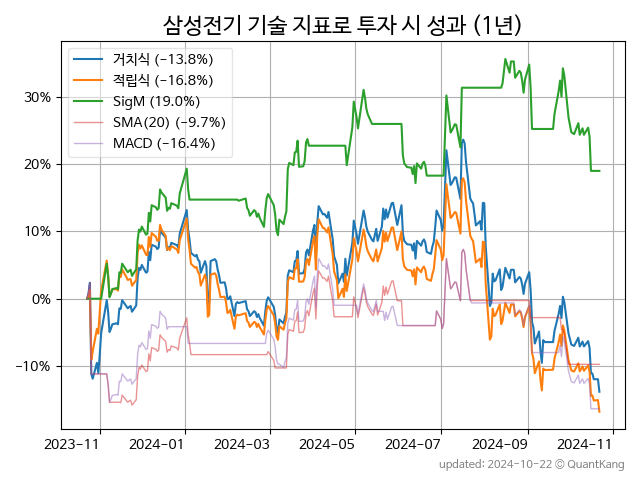 삼성전기 기술 지표로 투자 시 성과 (1년)
거치식 (−13.8%)
적립식 (−16.8%)
SigM (19.0%)
SMA(20) (−9.7%)
MACD (−16.4%)
30%
20%
10%
0%
−10%
2023-11 2024-01 2024-03 2024-05 2024-07 2024-09 2024-11
updated: 2024-10-22 © QuantKang